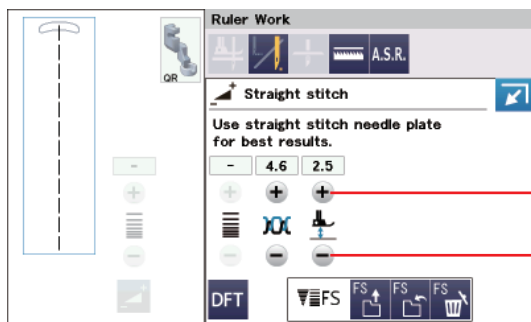 Ruler Work
QR
A.S.R.
Straight stitch
Use straight stitch needle plate
for best results.
-
- 4.6 2.5
DFT
FS
FS
FS
FS